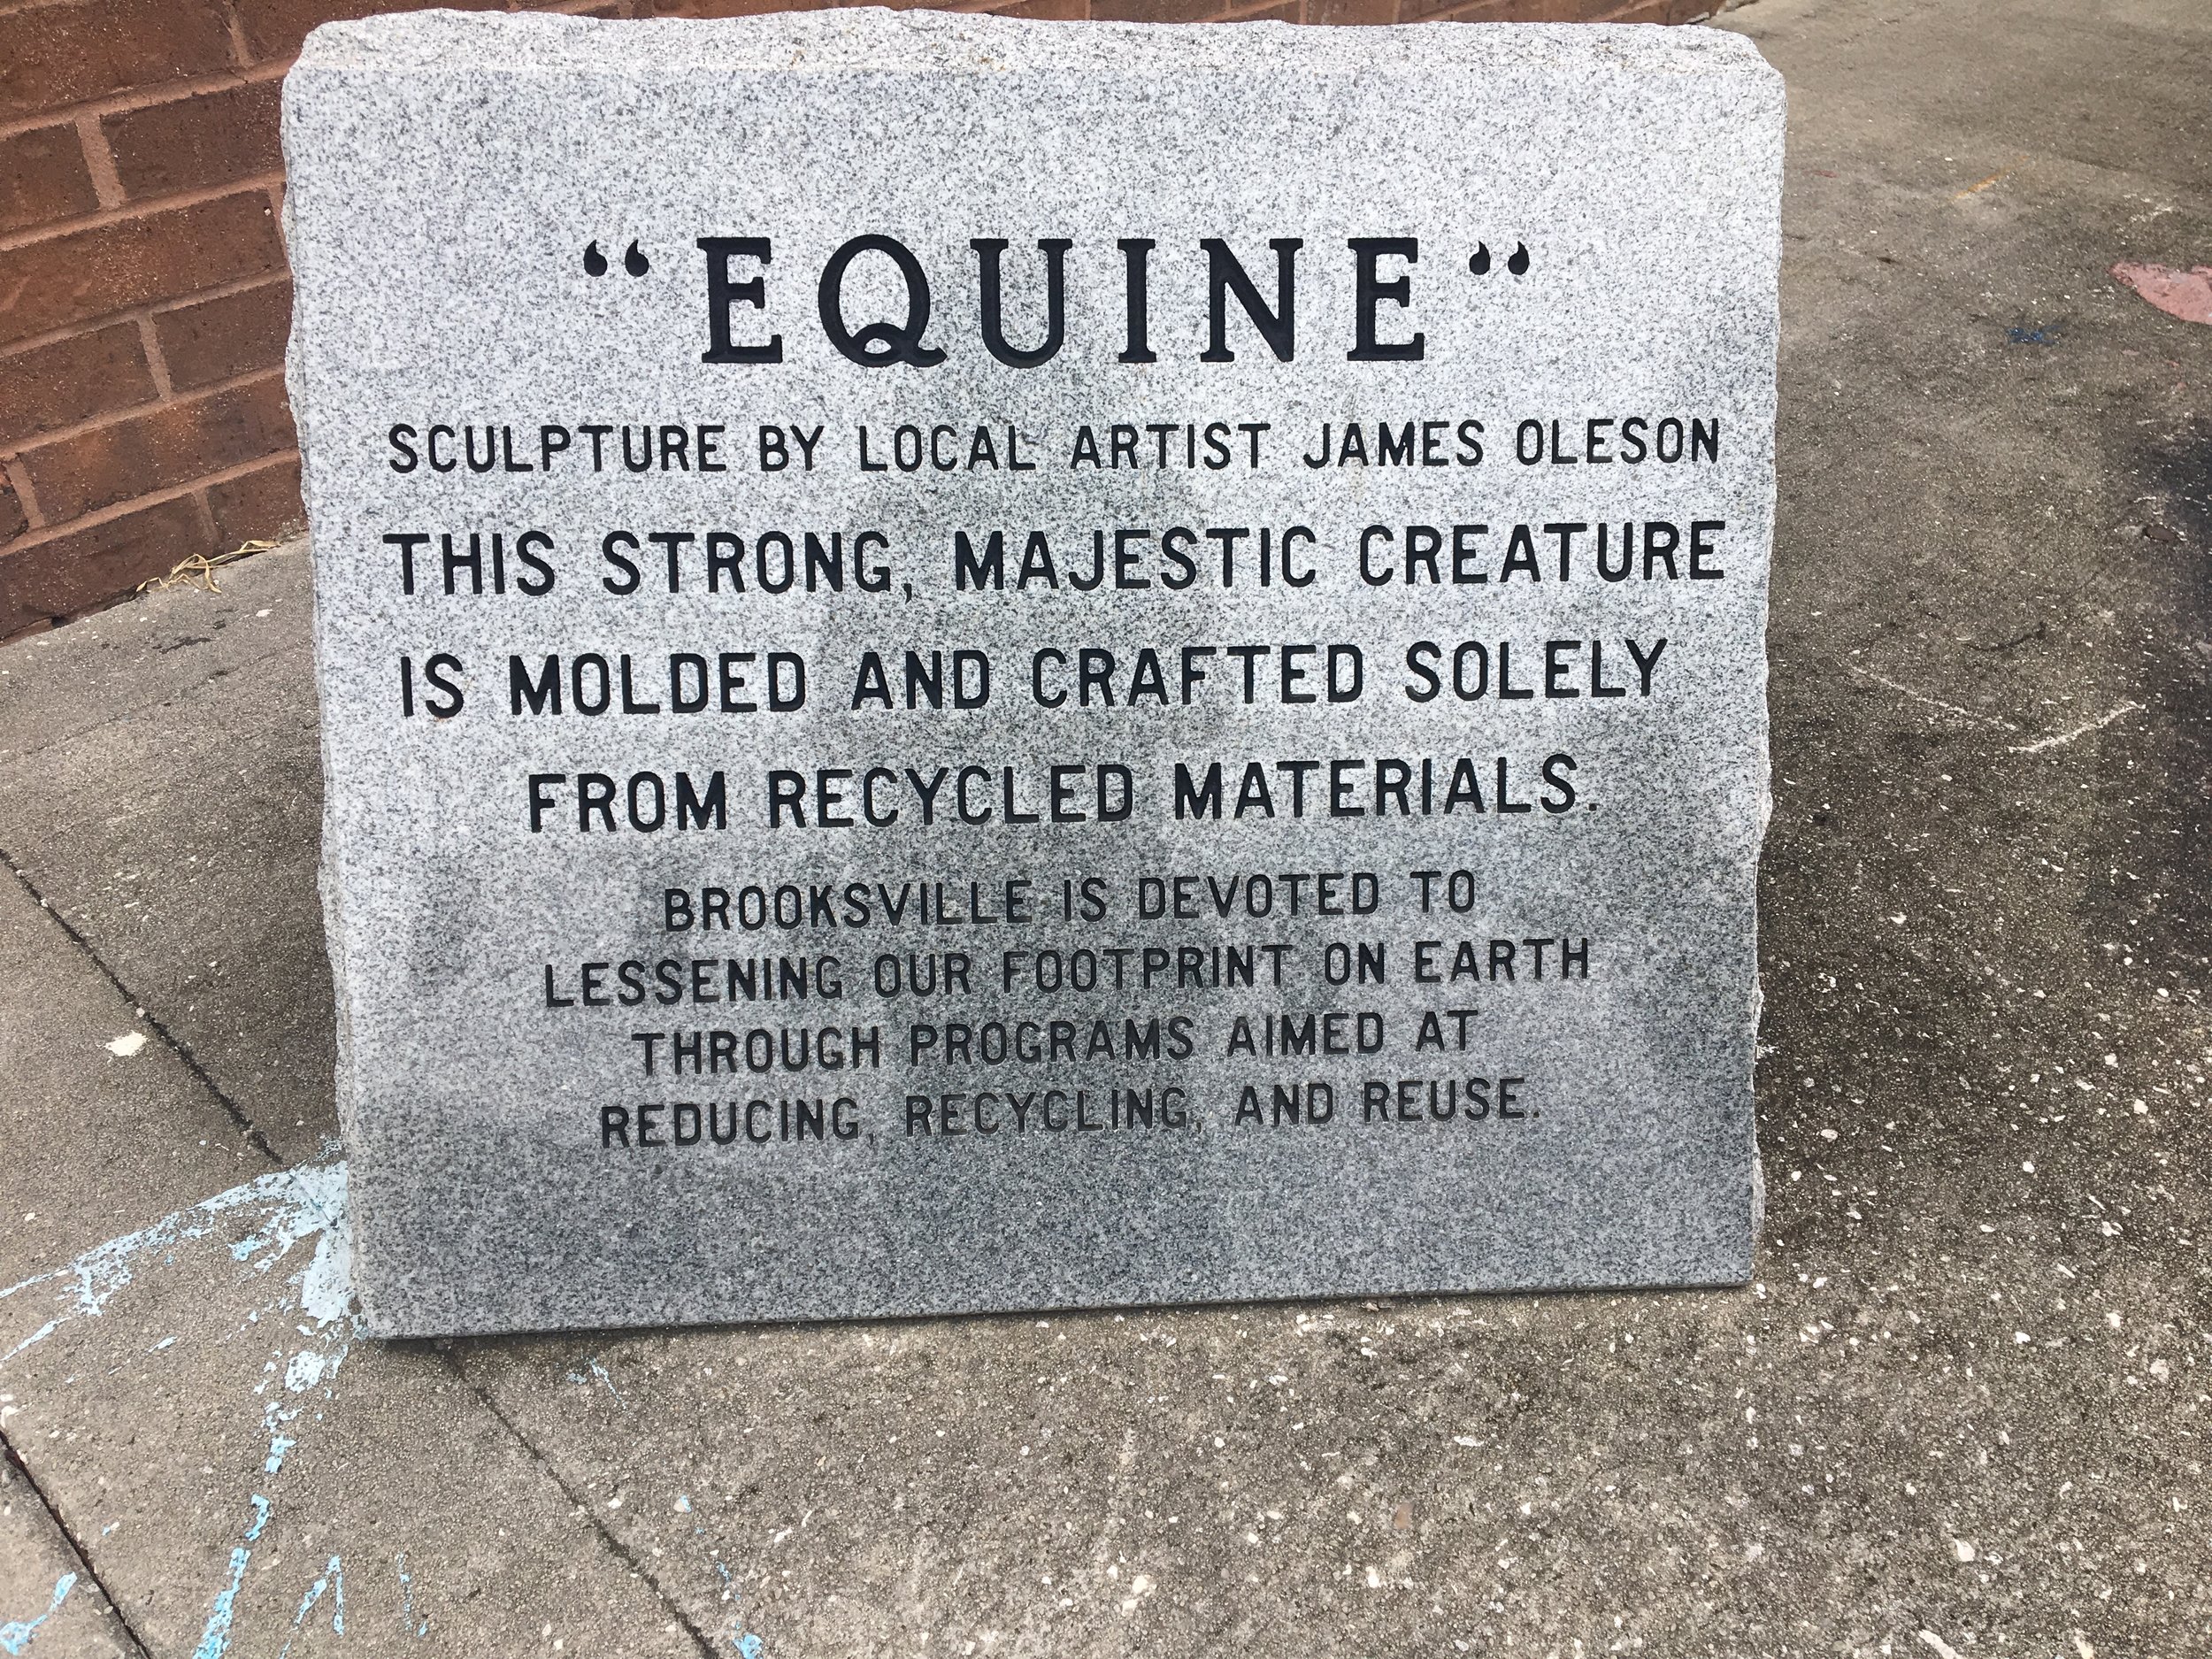 “EQUINE”
SCULPTURE BY LOCAL ARTIST JAMES OLESON
THIS STRONG, MAJESTIC CREATURE
IS MOLDED AND CRAFTED SOLELY
FROM RECYCLED MATERIALS.
BROOKSVILLE IS DEVOTED TO
LESSENING OUR FOOTPRINT ON EARTH
THROUGH PROGRAMS AIMED AT
REDUCING, RECYCLING, AND REUSE.